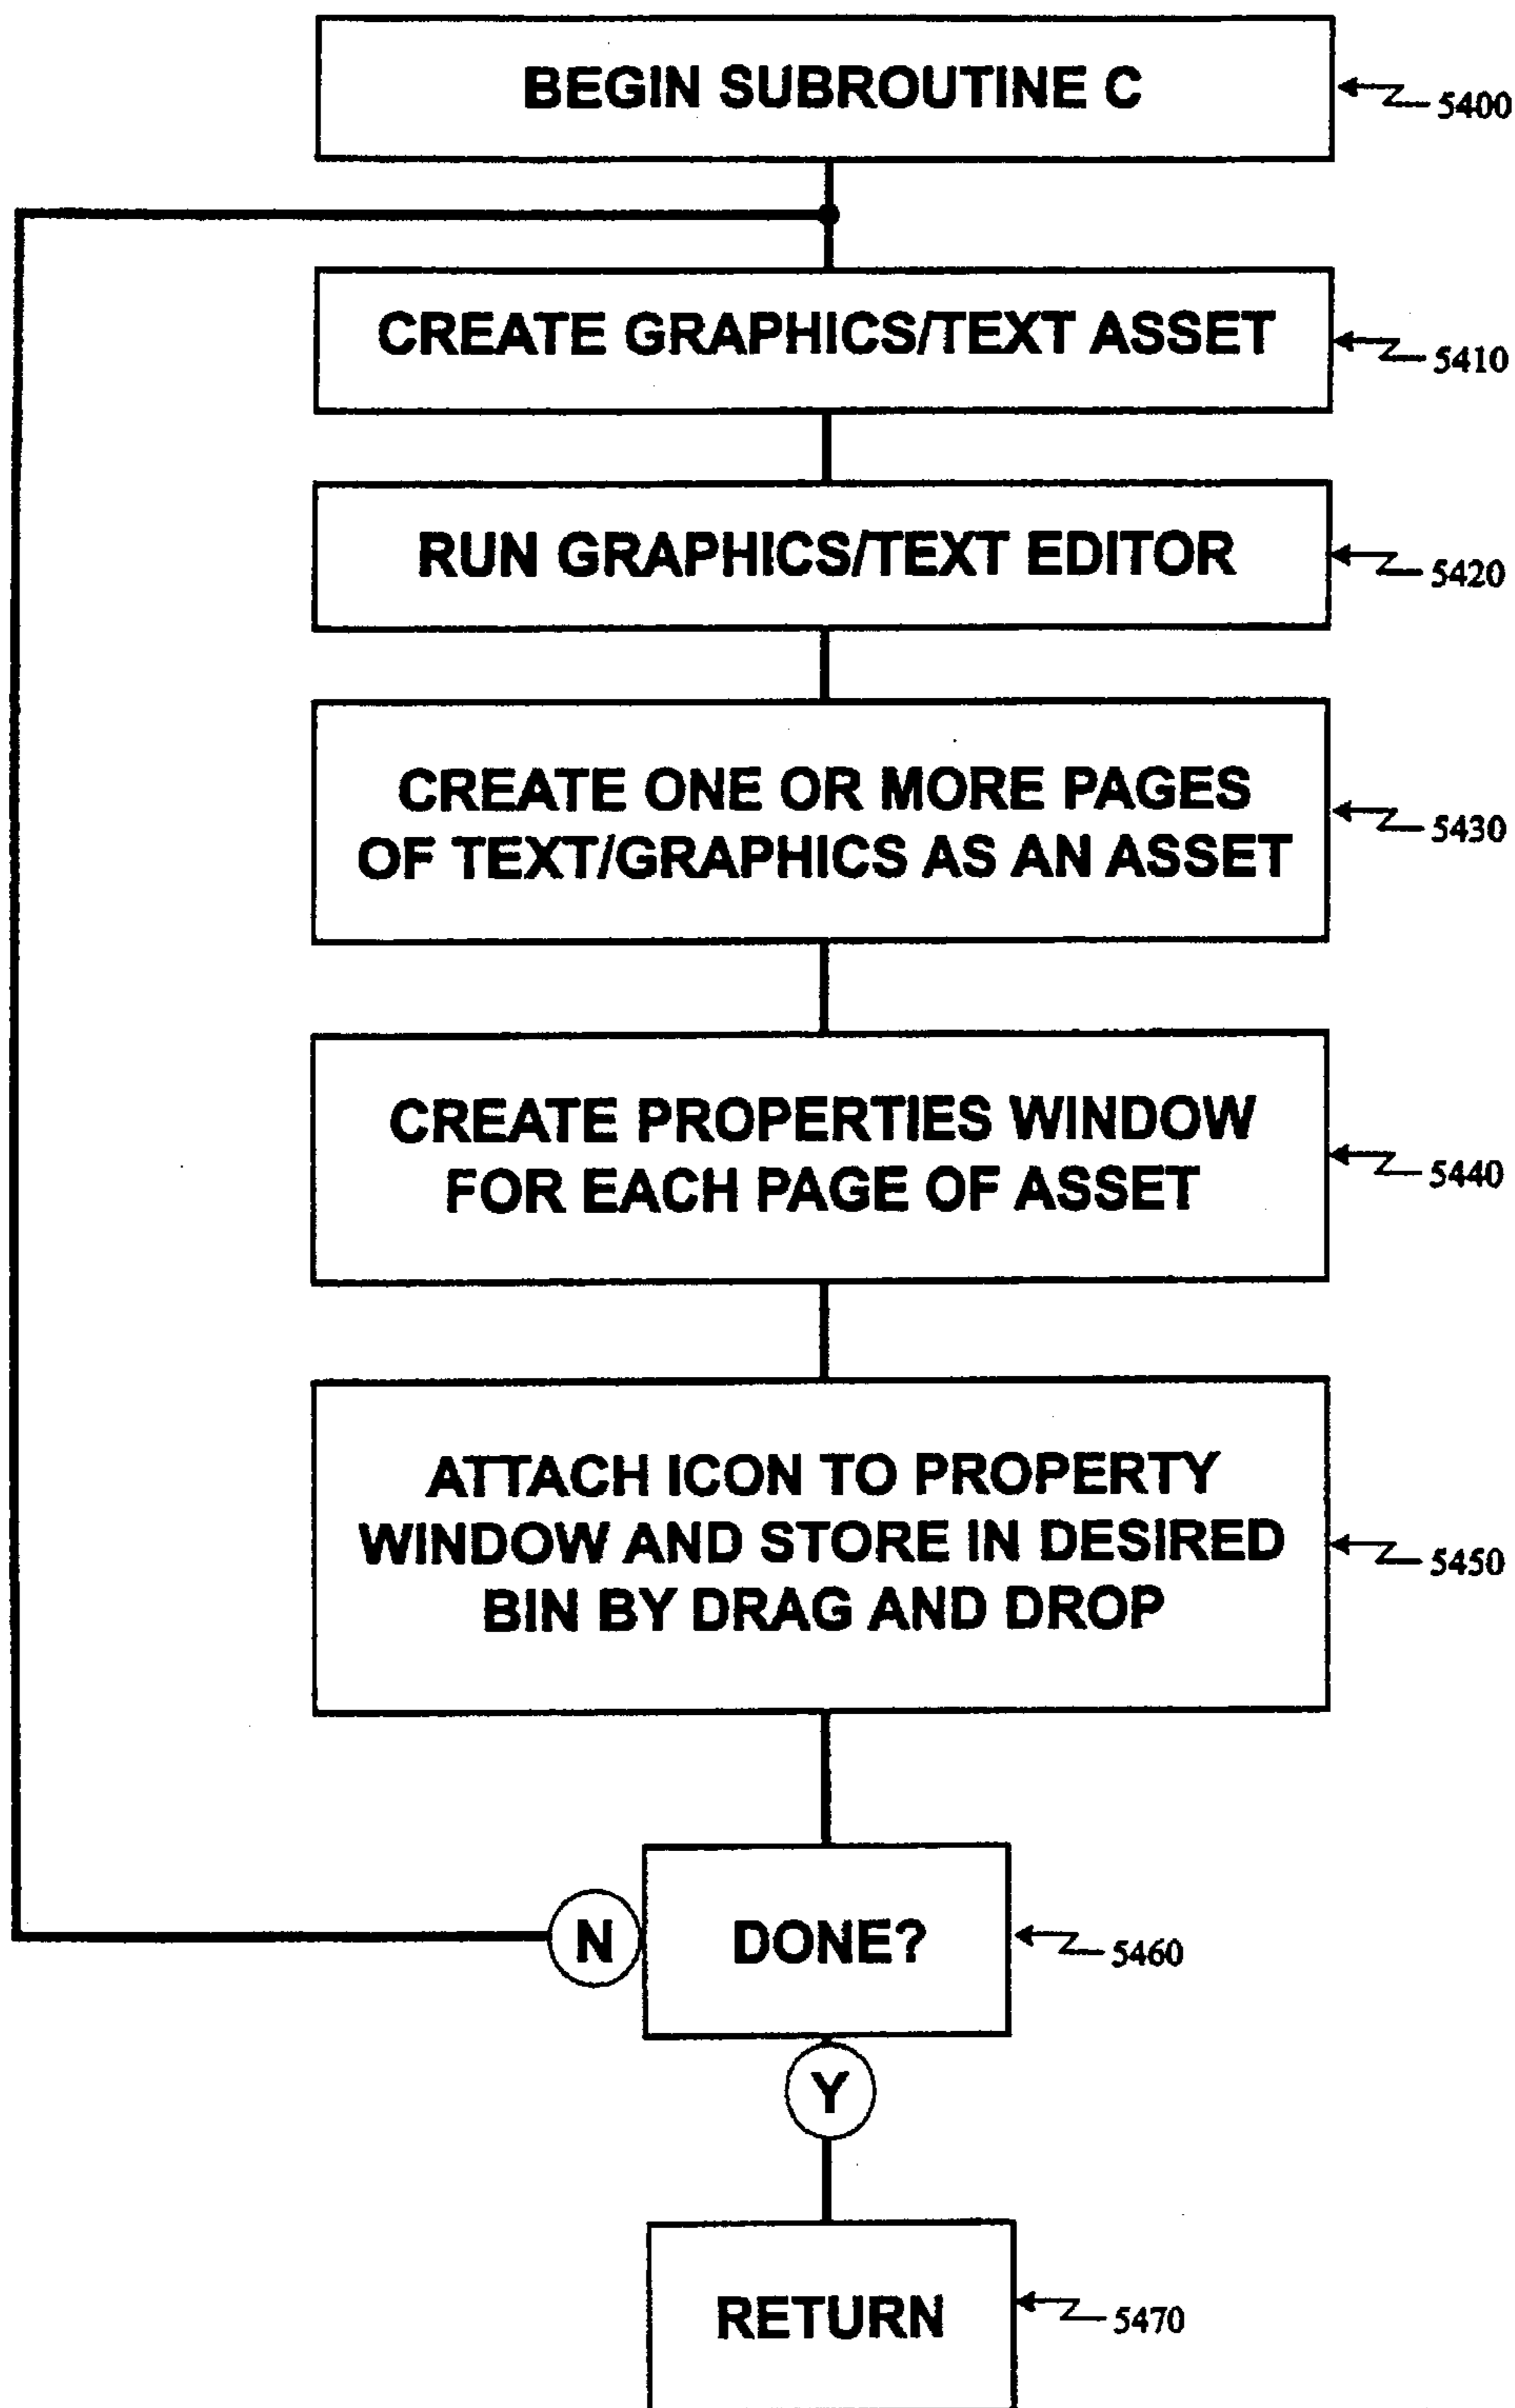 BEGIN SUBROUTINE C
5400
CREATE GRAPHICS/TEXT ASSET
5410
RUN GRAPHICS/TEXT EDITOR
5420
CREATE ONE OR MORE PAGES
OF TEXT/GRAPHICS AS AN ASSET
5430
CREATE PROPERTIES WINDOW
FOR EACH PAGE OF ASSET
5440
ATTACH ICON TO PROPERTY
WINDOW AND STORE IN DESIRED
BIN BY DRAG AND DROP
5450
N
DONE?
5460
Y
RETURN
5470